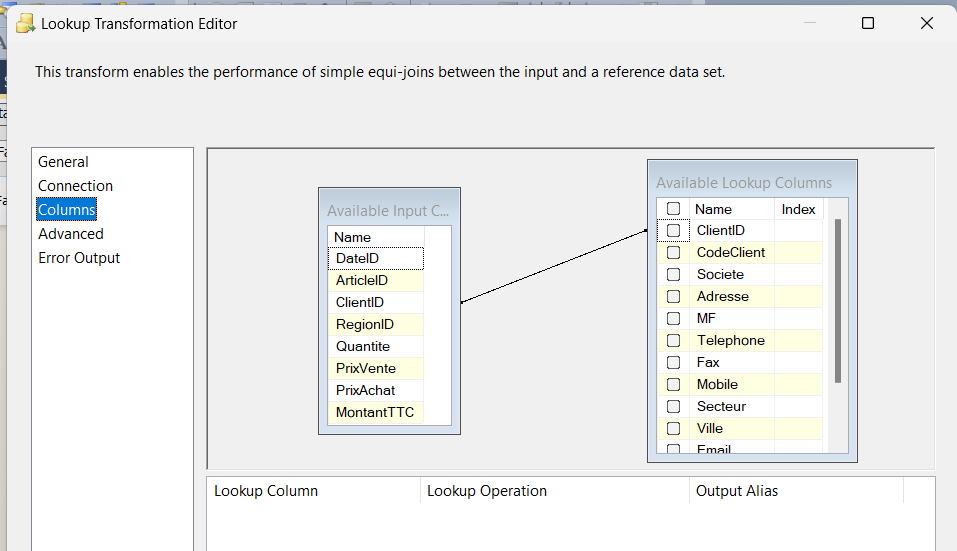 Lookup Transformation Editor
This transform enables the performance of simple equi-joins between the input and a reference data set.
General
Connection
Columns
Advanced
Error Output
Available Input C...
Name
DateID
ArticleID
ClientID
RegionID
Quantite
PrixVente
PrixAchat
MontantTTC
Available Lookup Columns
Name Index
ClientID
CodeClient
Societe
Adresse
MF
Telephone
Fax
Mobile
Secteur
Ville
Email
Lookup Column Lookup Operation Output Alias